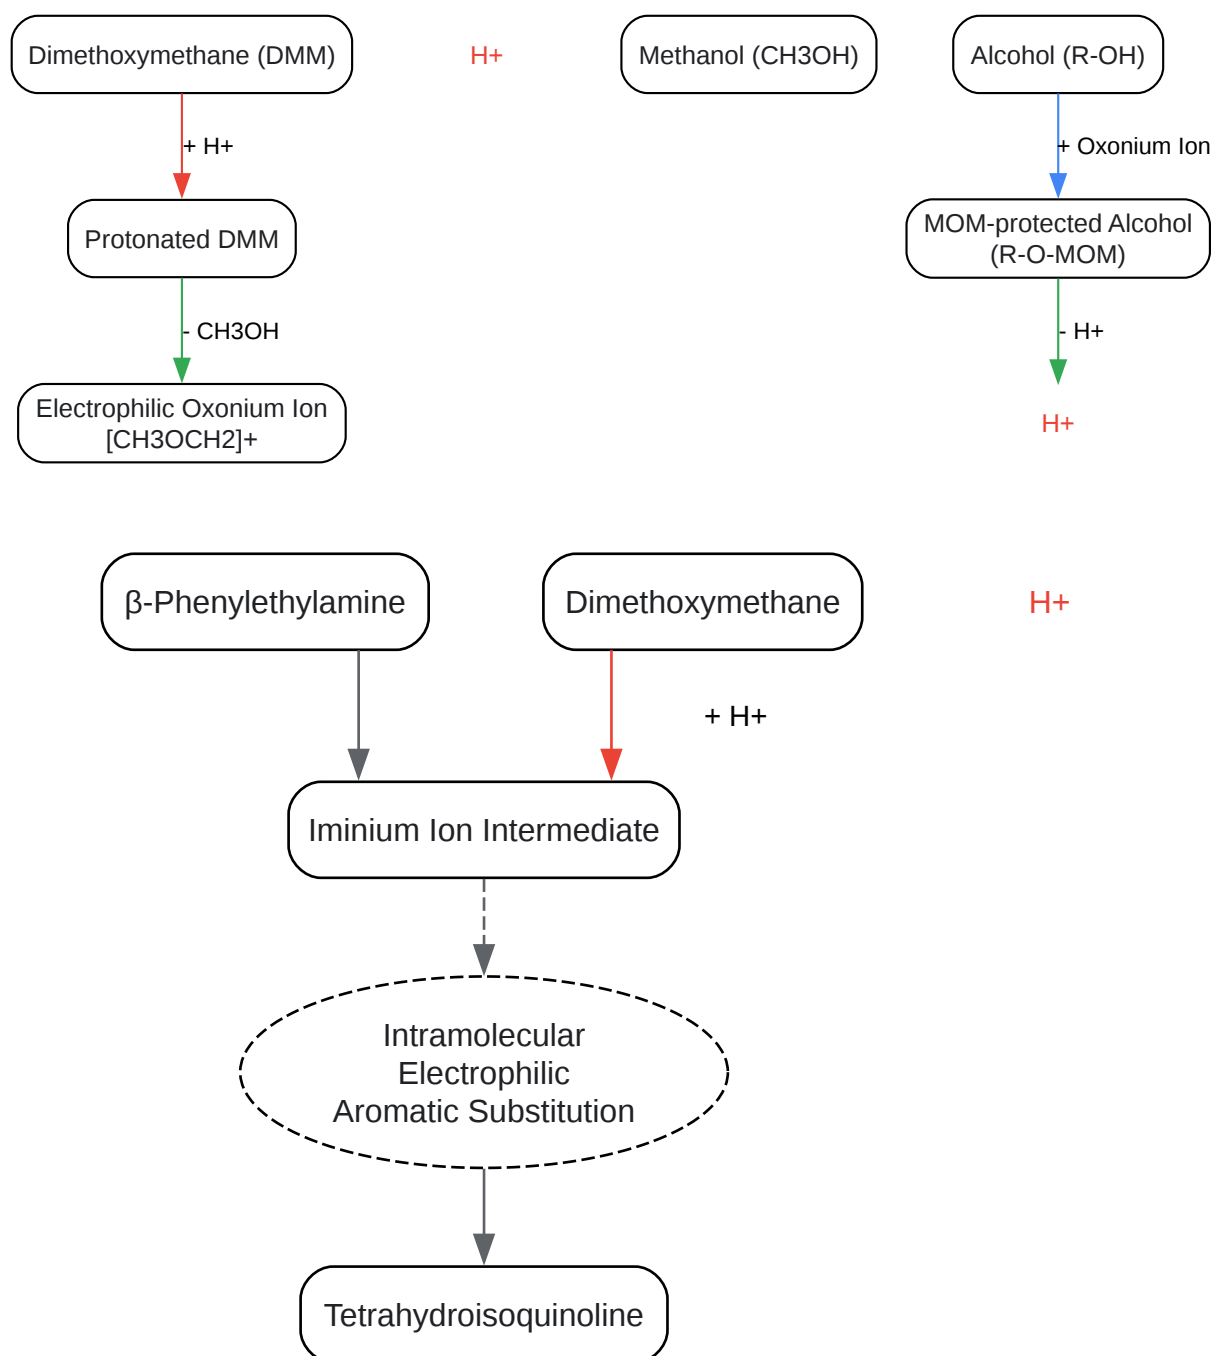 Dimethoxymethane (DMM)
H+
Methanol (CH3OH)
Alcohol (R-OH)
+ H+
+ Oxonium Ion
Protonated DMM
MOM-protected Alcohol
(R-O-MOM)
- CH3OH
- H+
Electrophilic Oxonium Ion
[CH3OCH2]+
H+
β-Phenylethylamine
Dimethoxymethane
H+
+ H+
Iminium Ion Intermediate
Intramolecular
Electrophilic
Aromatic Substitution
Tetrahydroisoquinoline